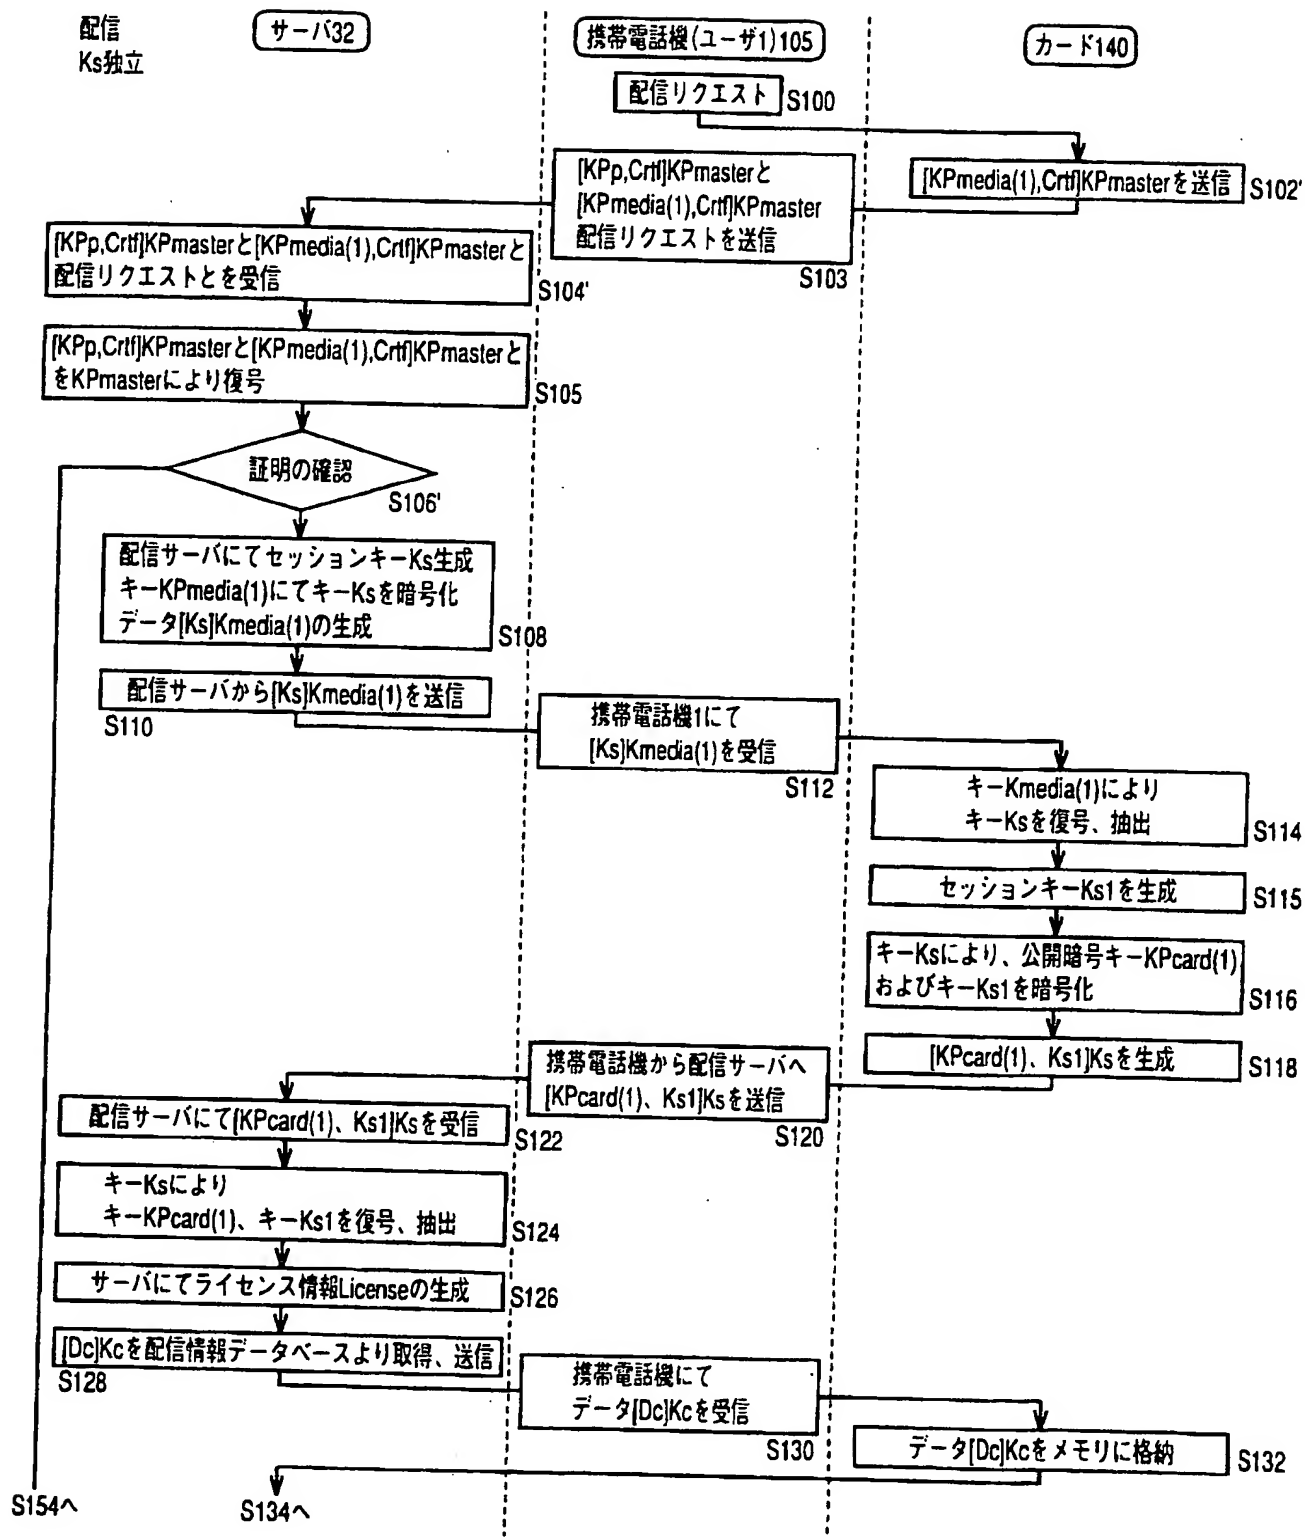 配信
Ks独立
サーバ32
携帯電話機(ユーザ1)105
カード140
配信リクエスト
S100
[KPmedia(1),Crtf]KPmasterを送信
S102'
[KPp,Crtf]KPmasterと
[KPmedia(1),Crtf]KPmaster
配信リクエストを送信
S103
[KPp,Crtf]KPmasterと[KPmedia(1),Crtf]KPmasterと
配信リクエストとを受信
S104'
[KPp,Crtf]KPmasterと[KPmedia(1),Crtf]KPmasterと
をKPmasterにより復号
S105
証明の確認
S106'
配信サーバにてセッションキーKs生成
キーKPmedia(1)にてキーKsを暗号化
データ[Ks]Kmedia(1)の生成
S108
配信サーバから[Ks]Kmedia(1)を送信
S110
携帯電話機1にて
[Ks]Kmedia(1)を受信
S112
キーKmedia(1)により
キーKsを復号、抽出
S114
セッションキーKs1を生成
S115
キーKsにより、公開暗号キーKPcard(1)
およびキーKs1を暗号化
S116
[KPcard(1)、Ks1]Ksを生成
S118
携帯電話機から配信サーバへ
[KPcard(1)、Ks1]Ksを送信
S120
配信サーバにて[KPcard(1)、Ks1]Ksを受信
S122
キーKsにより
キーKPcard(1)、キーKs1を復号、抽出
S124
サーバにてライセンス情報Licenseの生成
S126
[Dc]Kcを配信情報データベースより取得、送信
S128
携帯電話機にて
データ[Dc]Kcを受信
S130
データ[Dc]Kcをメモリに格納
S132
S154へ
S134へ